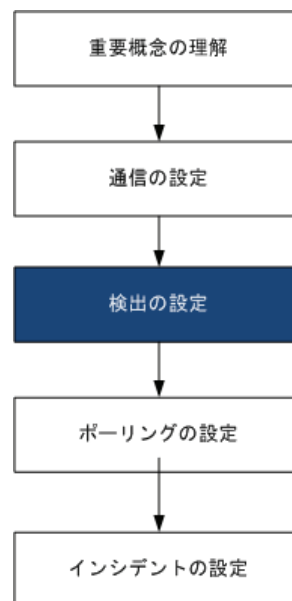 重要概念の理解
通信の設定
検出の設定
ポーリングの設定
インシデントの設定